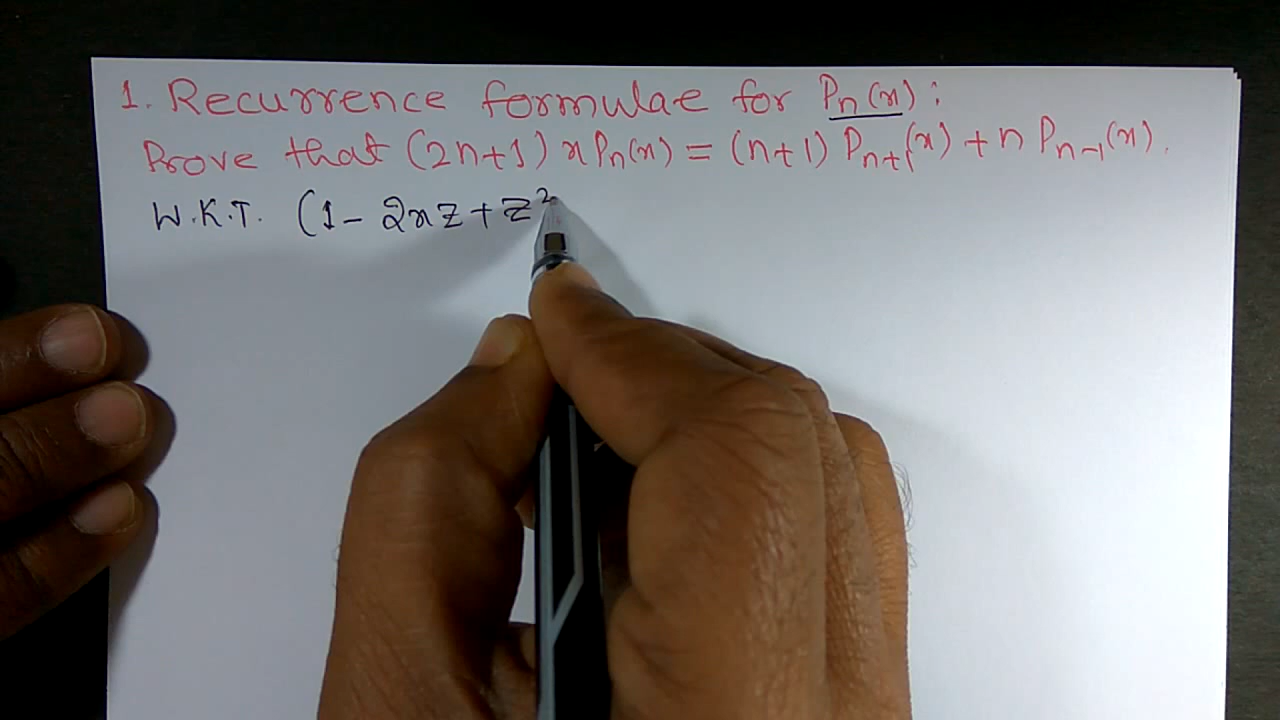 1. Recurrence formulae for Pn(x):
Prove that (2n+1) x Pn(x) = (n+1) Pn+1(x) + n Pn-1(x).
W.K.T. (1 - 2xz + z²